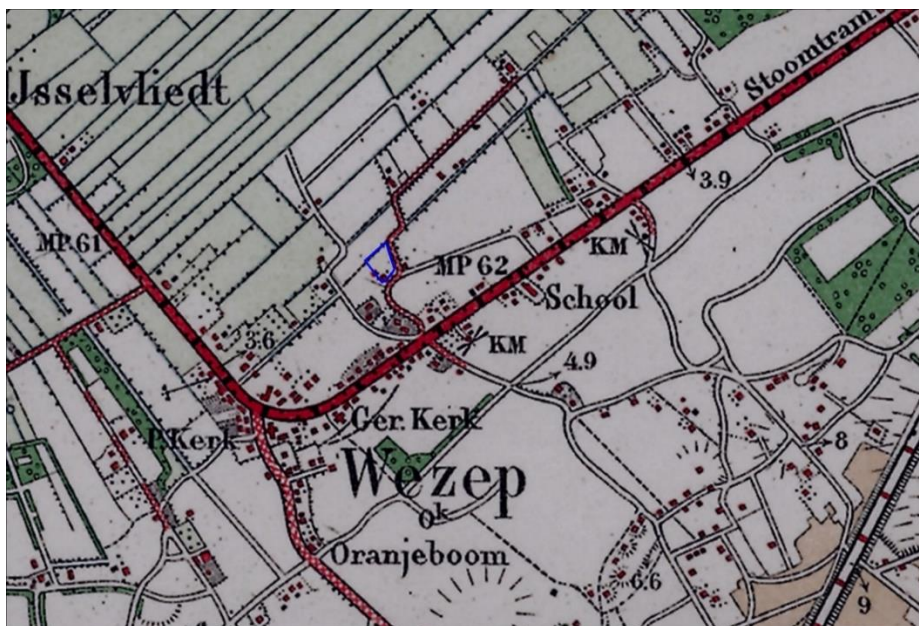 IJsselvliedt
Stoomtram
3.9
MP 61
KM
MP 62
School
3.6
KM
4.9
Ger. Kerk
P. Kerk
8
Wezep
Ok
Oranjeboom
6.6
9